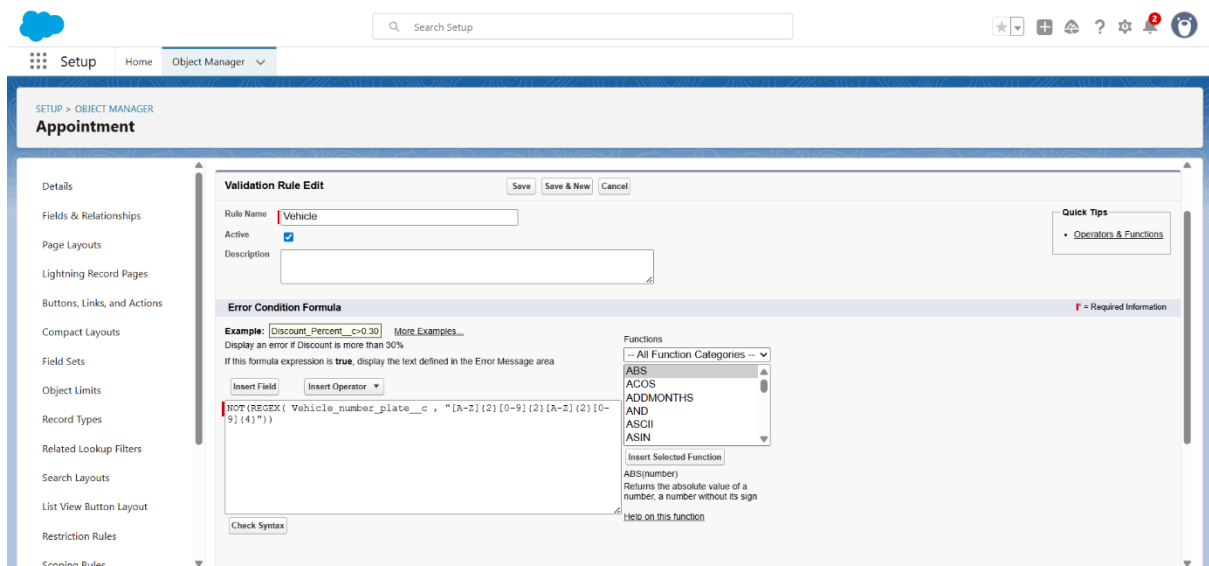 Search Setup
2
Setup
Home
Object Manager
SETUP > OBJECT MANAGER
Appointment
Details
Fields & Relationships
Page Layouts
Lightning Record Pages
Buttons, Links, and Actions
Compact Layouts
Field Sets
Object Limits
Record Types
Related Lookup Filters
Search Layouts
List View Button Layout
Restriction Rules
Scoping Rules
Validation Rule Edit
Save
Save & New
Cancel
Rule Name
Vehicle
Active
Description
Quick Tips
• Operators & Functions
Error Condition Formula
= Required Information
Example: Discount_Percent__c>0.30 More Examples...
Display an error if Discount is more than 30%
If this formula expression is true, display the text defined in the Error Message area
Insert Field
Insert Operator
NOT(REGEX( Vehicle_number_plate__c , "[A-Z]{2}[0-9]{2}[A-Z]{2}[0-
9]{4}"))
Check Syntax
Functions
-- All Function Categories --
ABS
ACOS
ADDMONTHS
AND
ASCII
ASIN
Insert Selected Function
ABS(number)
Returns the absolute value of a
number, a number without its sign
Help on this function